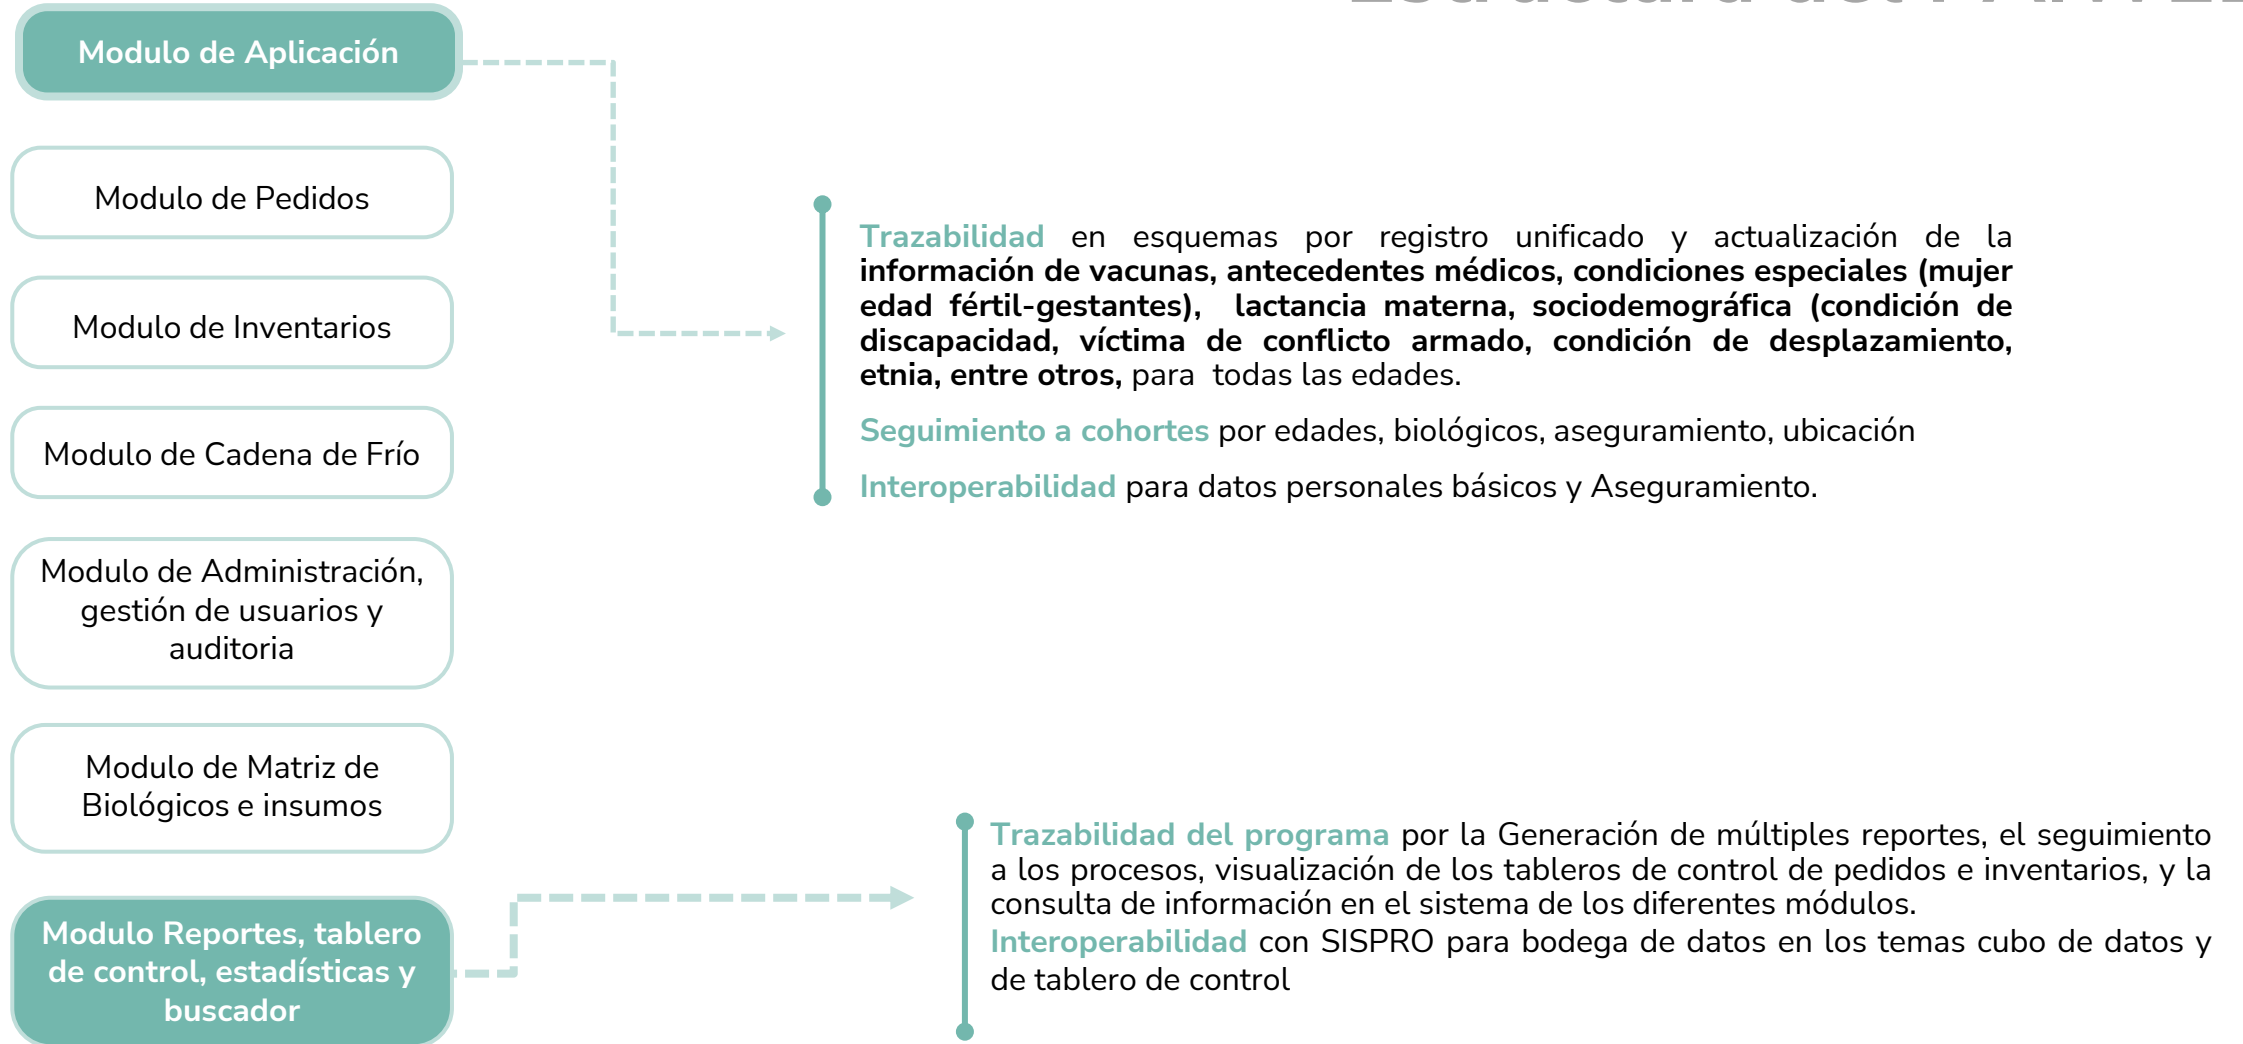 Estructura del PAIWEB
Modulo de Aplicación
Modulo de Pedidos
Modulo de Inventarios
Modulo de Cadena de Frío
Modulo de Administración,
gestión de usuarios y
auditoria
Modulo de Matriz de
Biológicos e insumos
Modulo Reportes, tablero
de control, estadísticas y
buscador
Trazabilidad en esquemas por registro unificado y actualización de la
información de vacunas, antecedentes médicos, condiciones especiales (mujer
edad fértil-gestantes), lactancia materna, sociodemográfica (condición de
discapacidad, víctima de conflicto armado, condición de desplazamiento,
etnia, entre otros, para todas las edades.
Seguimiento a cohortes por edades, biológicos, aseguramiento, ubicación
Interoperabilidad para datos personales básicos y Aseguramiento.
Trazabilidad del programa por la Generación de múltiples reportes, el seguimiento
a los procesos, visualización de los tableros de control de pedidos e inventarios, y la
consulta de información en el sistema de los diferentes módulos.
Interoperabilidad con SISPRO para bodega de datos en los temas cubo de datos y
de tablero de control